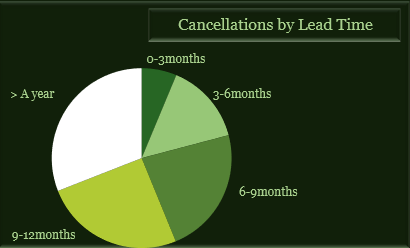 Cancellations by Lead Time
0-3months
> A year
3-6months
6-9months
9-12months